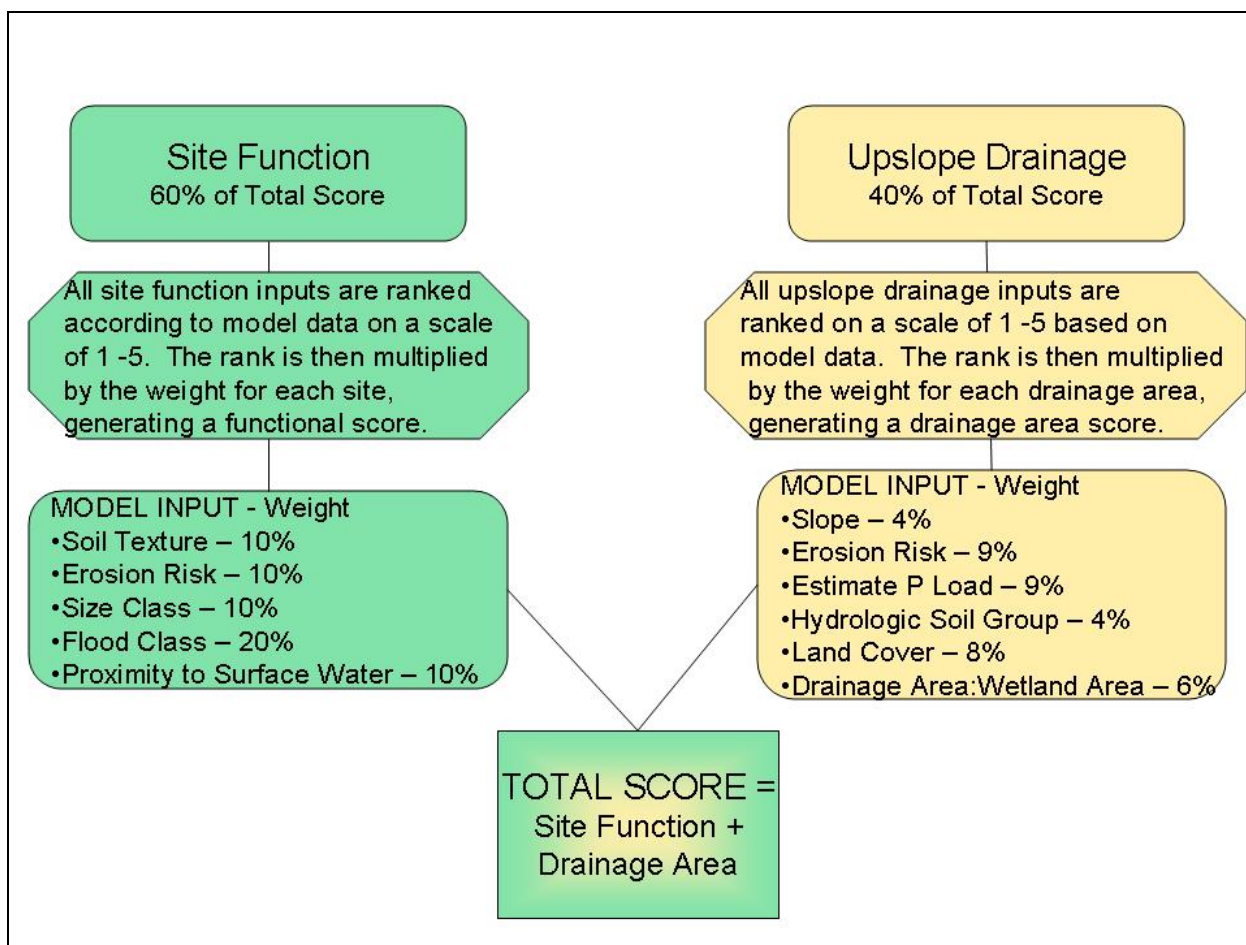 Site Function
60% of Total Score
All site function inputs are ranked
according to model data on a scale
of 1 -5.  The rank is then multiplied
by the weight for each site,
generating a functional score.
MODEL INPUT - Weight
•Soil Texture – 10%
•Erosion Risk – 10%
•Size Class – 10%
•Flood Class – 20%
•Proximity to Surface Water – 10%
Upslope Drainage
40% of Total Score
All upslope drainage inputs are
ranked on a scale of 1 -5 based on
model data.  The rank is then multiplied
by the weight for each drainage area,
generating a drainage area score.
MODEL INPUT - Weight
•Slope – 4%
•Erosion Risk – 9%
•Estimate P Load – 9%
•Hydrologic Soil Group – 4%
•Land Cover – 8%
•Drainage Area:Wetland Area – 6%
TOTAL SCORE =
Site Function +
Drainage Area